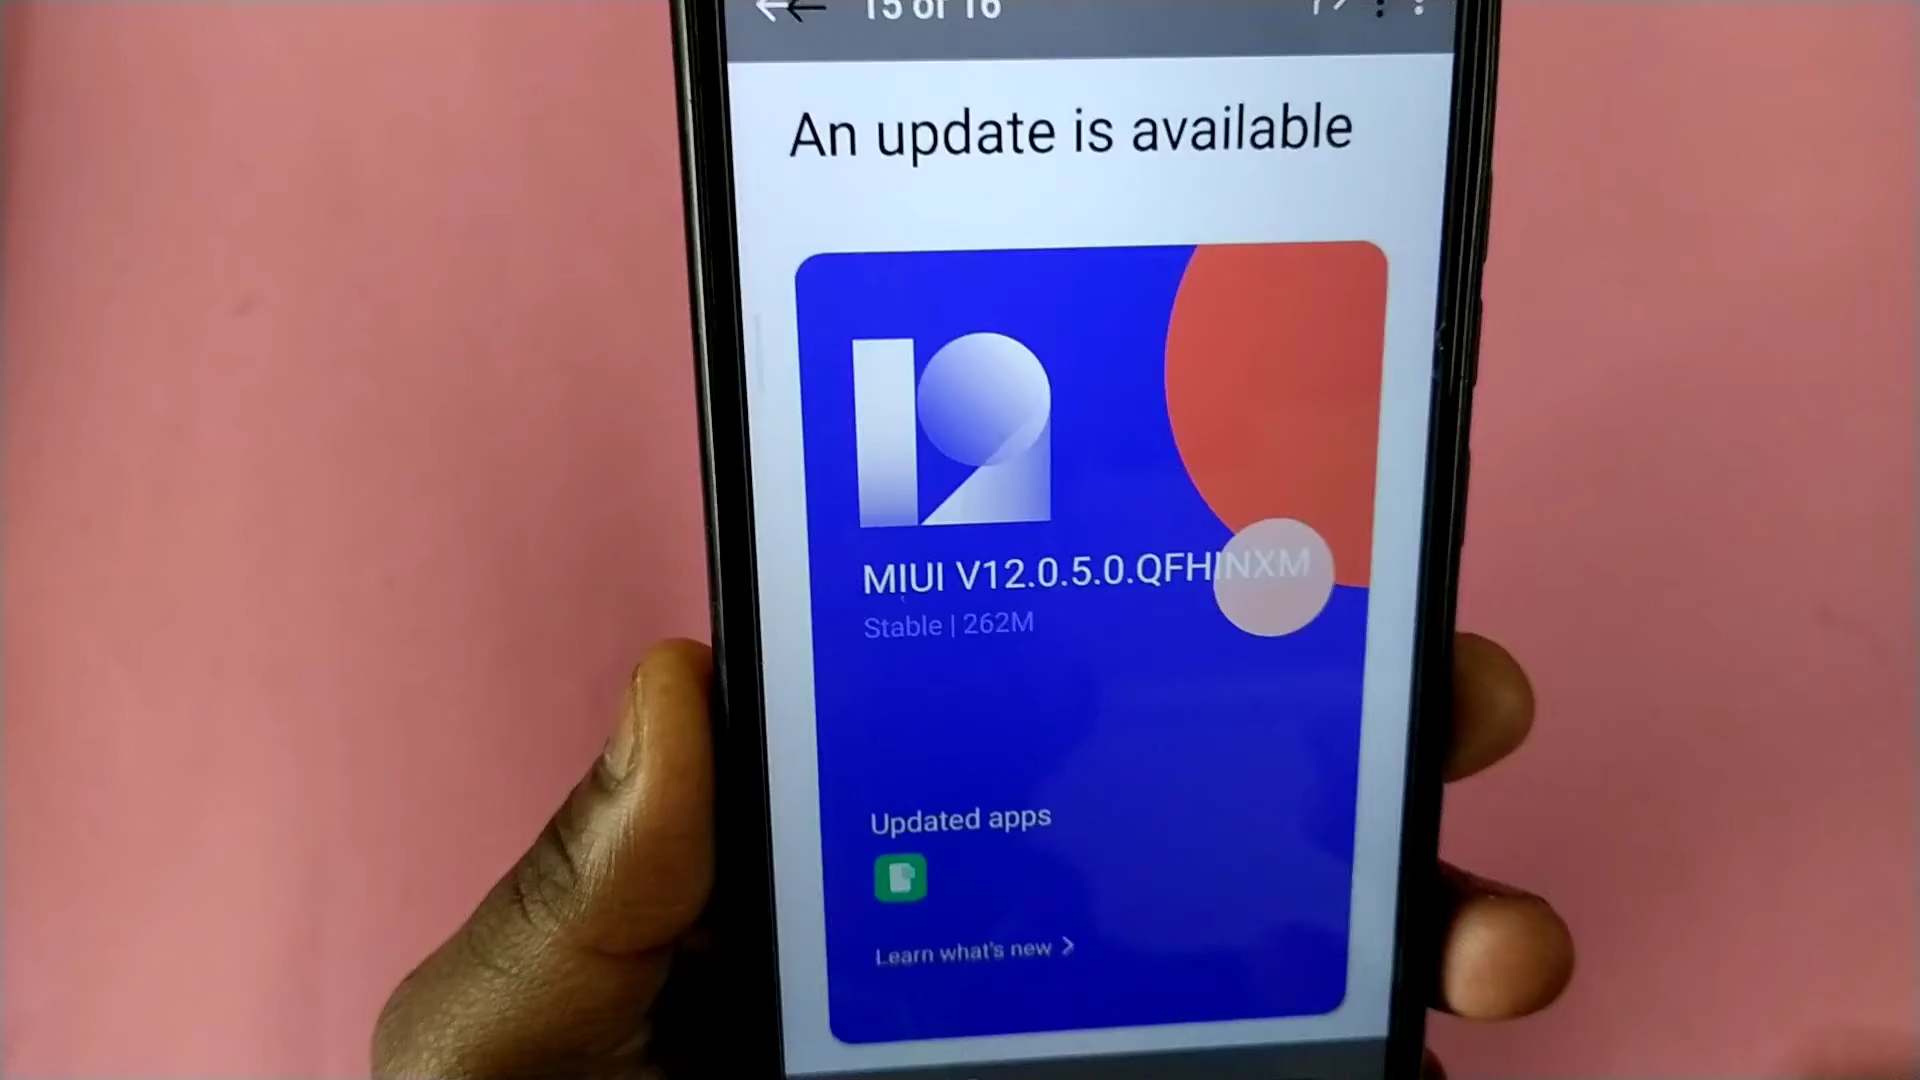 15 of 16
An update is available
12
MIUI V12.0.5.0.QFHINXM
Stable | 262M
Updated apps
Learn what's new >